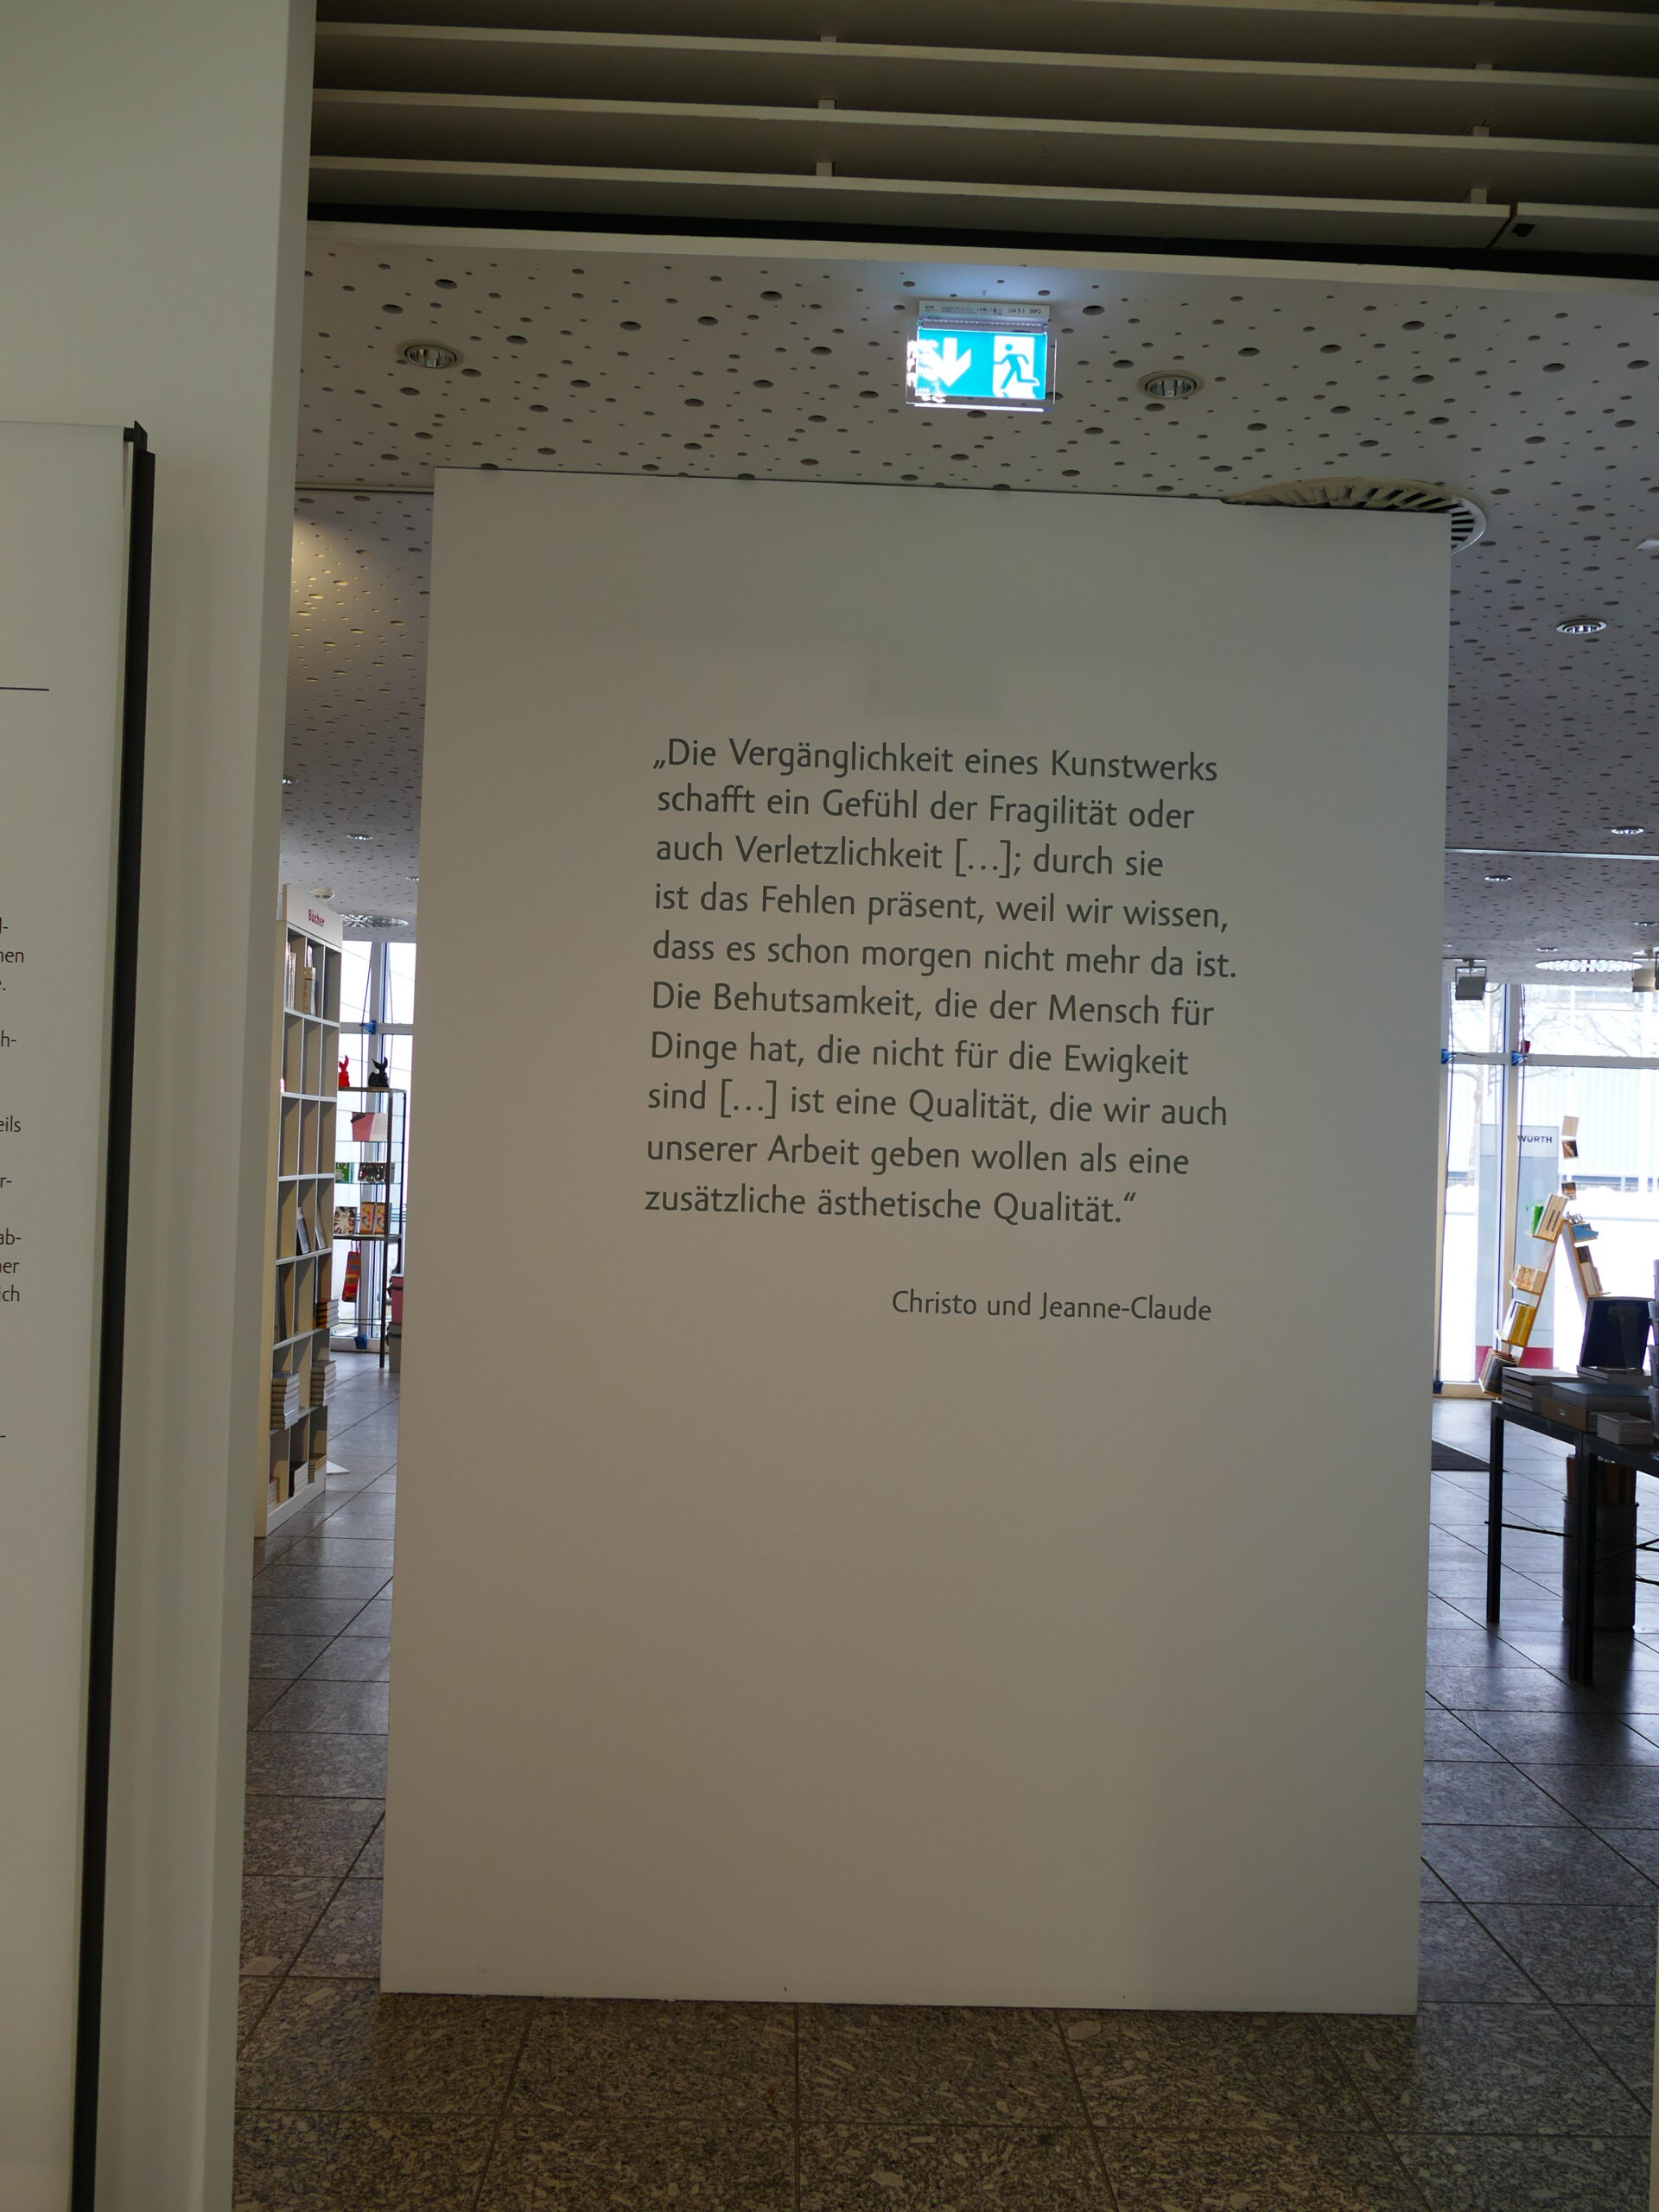 „Die Vergänglichkeit eines Kunstwerks
schafft ein Gefühl der Fragilität oder
auch Verletzlichkeit […]; durch sie
ist das Fehlen präsent, weil wir wissen,
dass es schon morgen nicht mehr da ist.
Die Behutsamkeit, die der Mensch für
Dinge hat, die nicht für die Ewigkeit
sind […] ist eine Qualität, die wir auch
unserer Arbeit geben wollen als eine
zusätzliche ästhetische Qualität.“
Christo und Jeanne-Claude
Bücher
WÜRTH